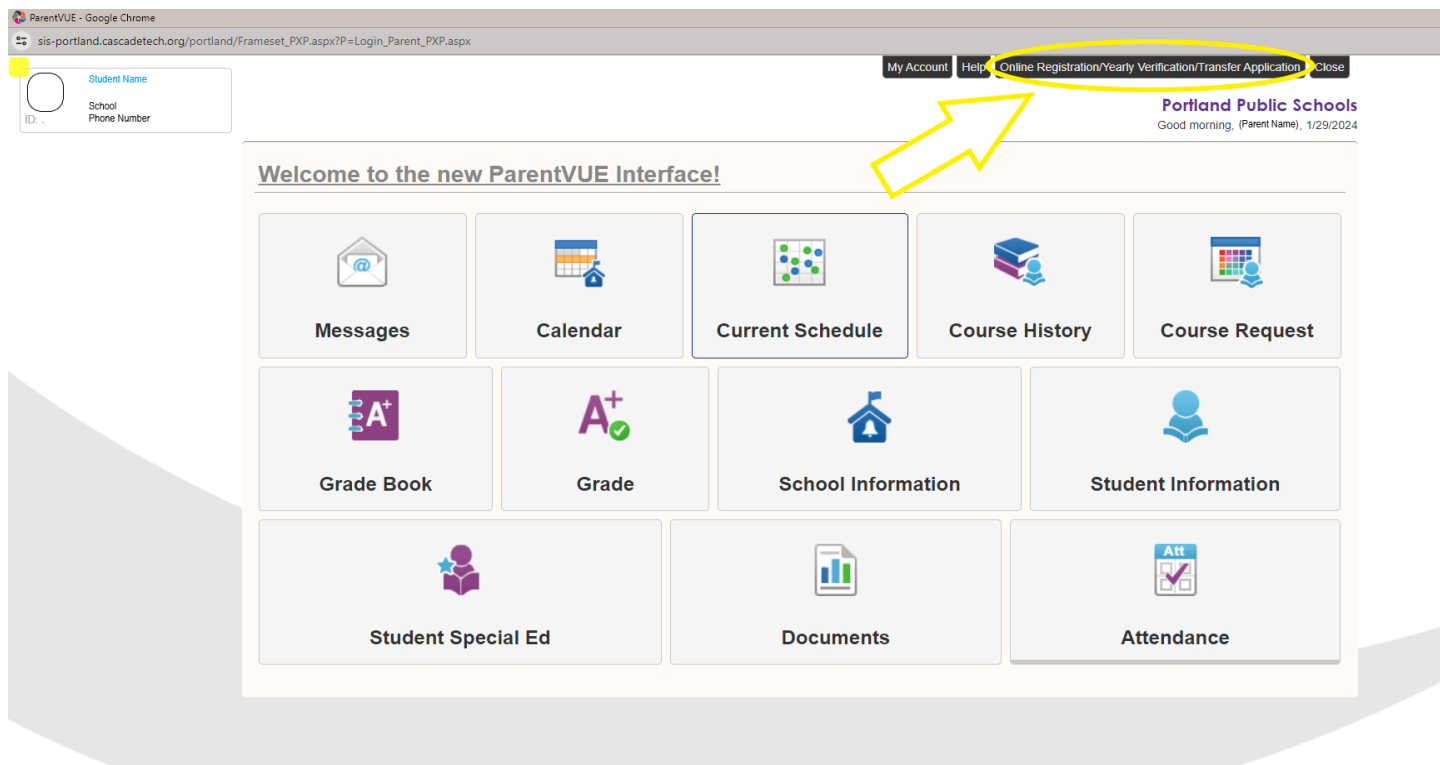 ParentVUE - Google Chrome
sis-portland.cascadetech.org/portland/Frameset_PXP.aspx?P=Login_Parent_PXP.aspx
My Account Help Online Registration/Yearly Verification/Transfer Application Close
Student Name
School
Phone Number
ID: .
Portland Public Schools
Good morning, (Parent Name), 1/29/2024
Welcome to the new ParentVUE Interface!
@
Messages
Calendar
Current Schedule
Course History
Course Request
A+
Grade Book
A+
Grade
School Information
Student Information
Student Special Ed
Documents
Att
Attendance